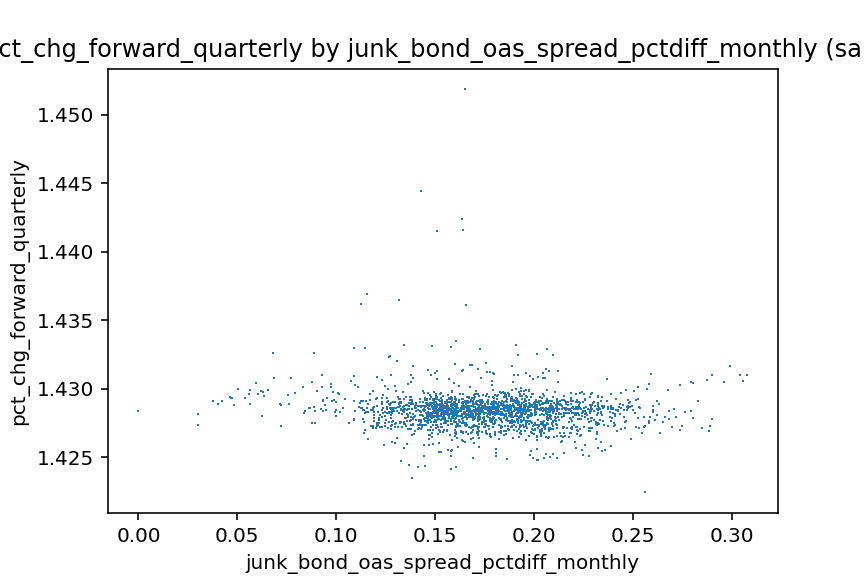 ct_chg_forward_quarterly by junk_bond_oas_spread_pctdiff_monthly (sa
1.450
1.445
1.440
1.435
1.430
1.425
pct_chg_forward_quarterly
0.00 0.05 0.10 0.15 0.20 0.25 0.30
junk_bond_oas_spread_pctdiff_monthly